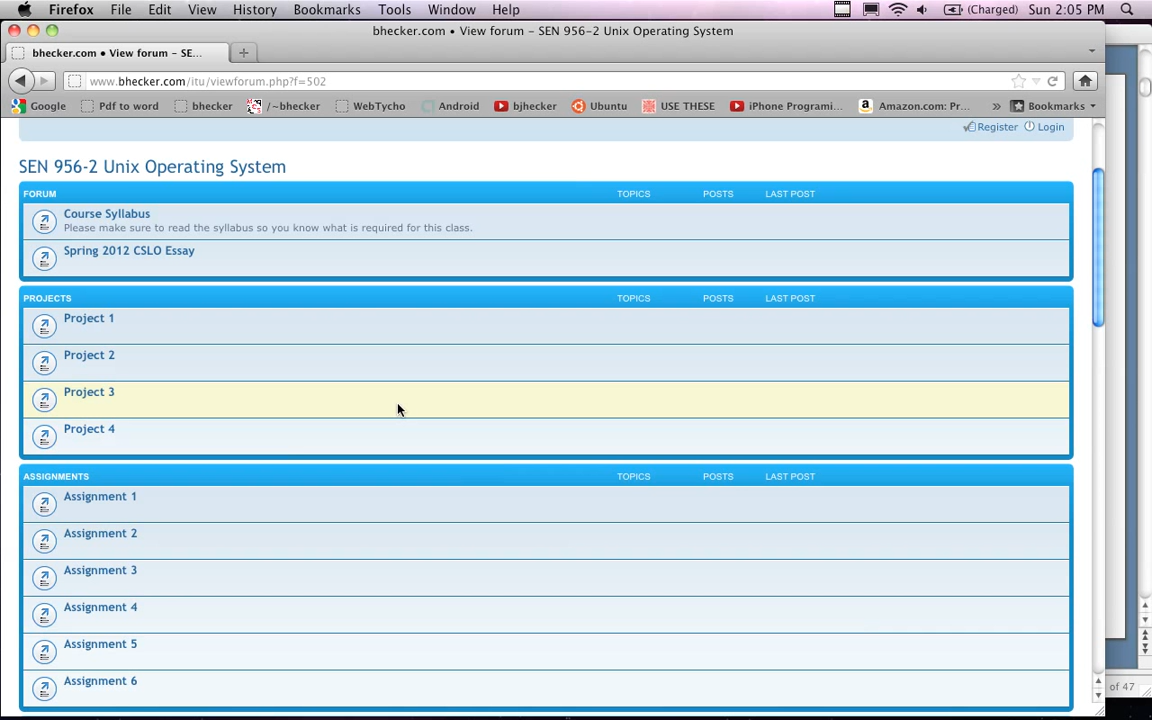 Firefox File Edit View History Bookmarks Tools Window Help (Charged) Sun 2:05 PM
bhecker.com • View forum – SEN 956-2 Unix Operating System
bhecker.com • View forum – SE...
www.bhecker.com/itu/viewforum.php?f=502
Google Pdf to word bhecker /~bhecker WebTycho Android bjhecker Ubuntu USE THESE iPhone Programi... Amazon.com: Pr... » Bookmarks
Register Login
SEN 956-2 Unix Operating System
FORUM TOPICS POSTS LAST POST
Course Syllabus
Please make sure to read the syllabus so you know what is required for this class.
Spring 2012 CSLO Essay
PROJECTS TOPICS POSTS LAST POST
Project 1
Project 2
Project 3
Project 4
ASSIGNMENTS TOPICS POSTS LAST POST
Assignment 1
Assignment 2
Assignment 3
Assignment 4
Assignment 5
Assignment 6
of 47